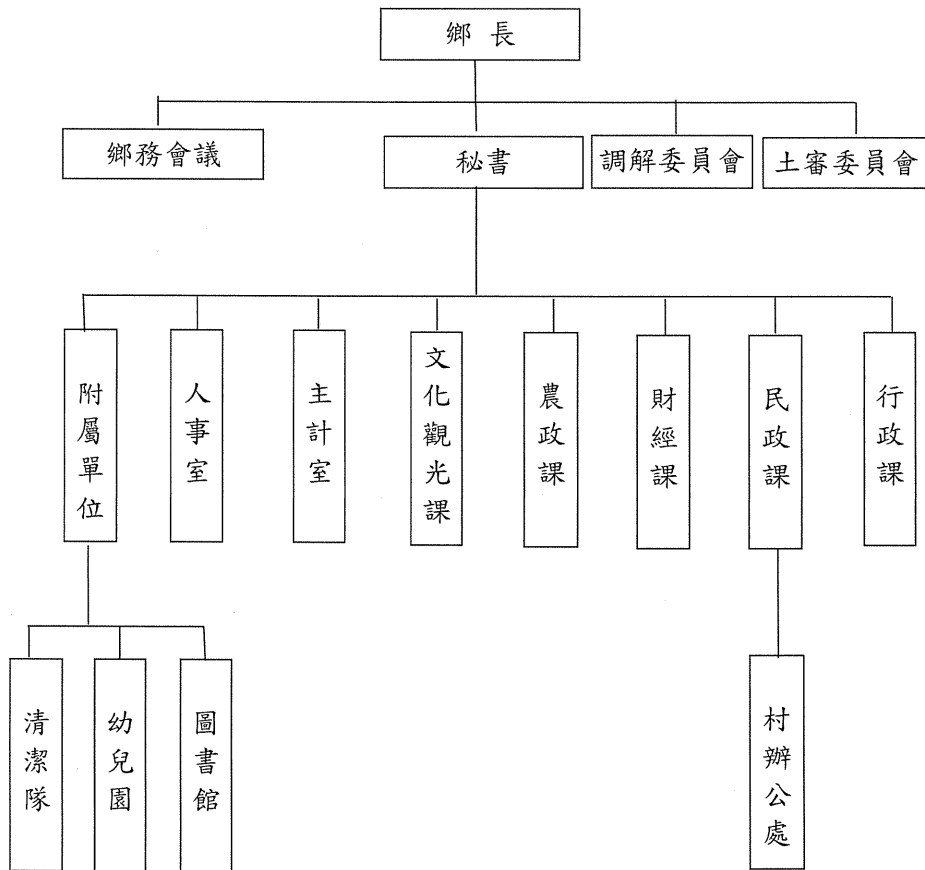 鄉 長
鄉務會議
秘書
調解委員會
土審委員會
附屬單位
人事室
主計室
文化觀光課
農政課
財經課
民政課
行政課
清潔隊
幼兒園
圖書館
村辦公處